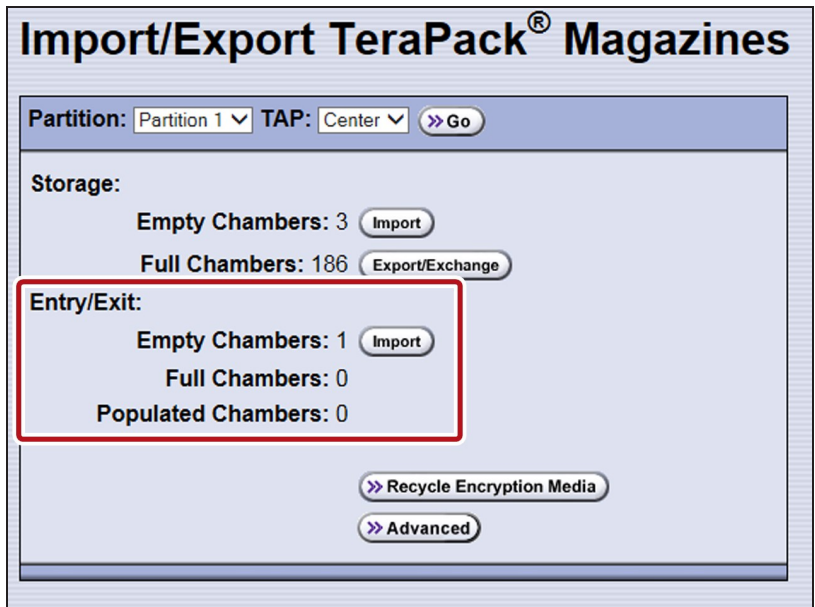 Import/Export TeraPack® Magazines
Partition: Partition 1 TAP: Center Go
Storage:
Empty Chambers: 3 Import
Full Chambers: 186 Export/Exchange
Entry/Exit:
Empty Chambers: 1 Import
Full Chambers: 0
Populated Chambers: 0
Recycle Encryption Media
Advanced